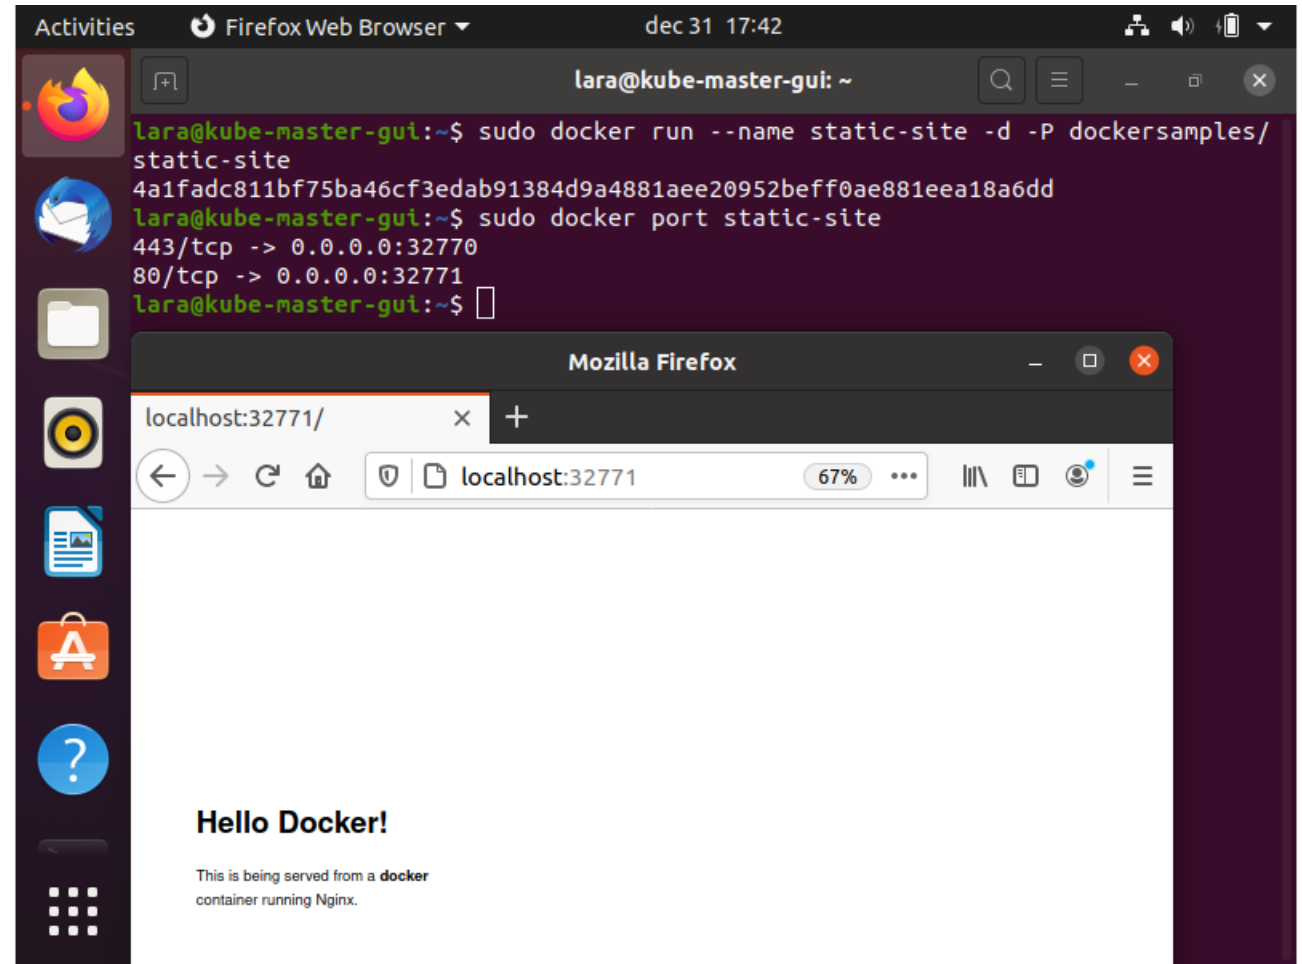 Activities Firefox Web Browser dec 31 17:42
lara@kube-master-gui: ~
lara@kube-master-gui:~$ sudo docker run --name static-site -d -P dockersamples/
static-site
4a1fadc811bf75ba46cf3edab91384d9a4881aee20952beff0ae881eea18a6dd
lara@kube-master-gui:~$ sudo docker port static-site
443/tcp -> 0.0.0.0:32770
80/tcp -> 0.0.0.0:32771
lara@kube-master-gui:~$
Mozilla Firefox
localhost:32771/
localhost:32771 67%
Hello Docker!
This is being served from a docker
container running Nginx.